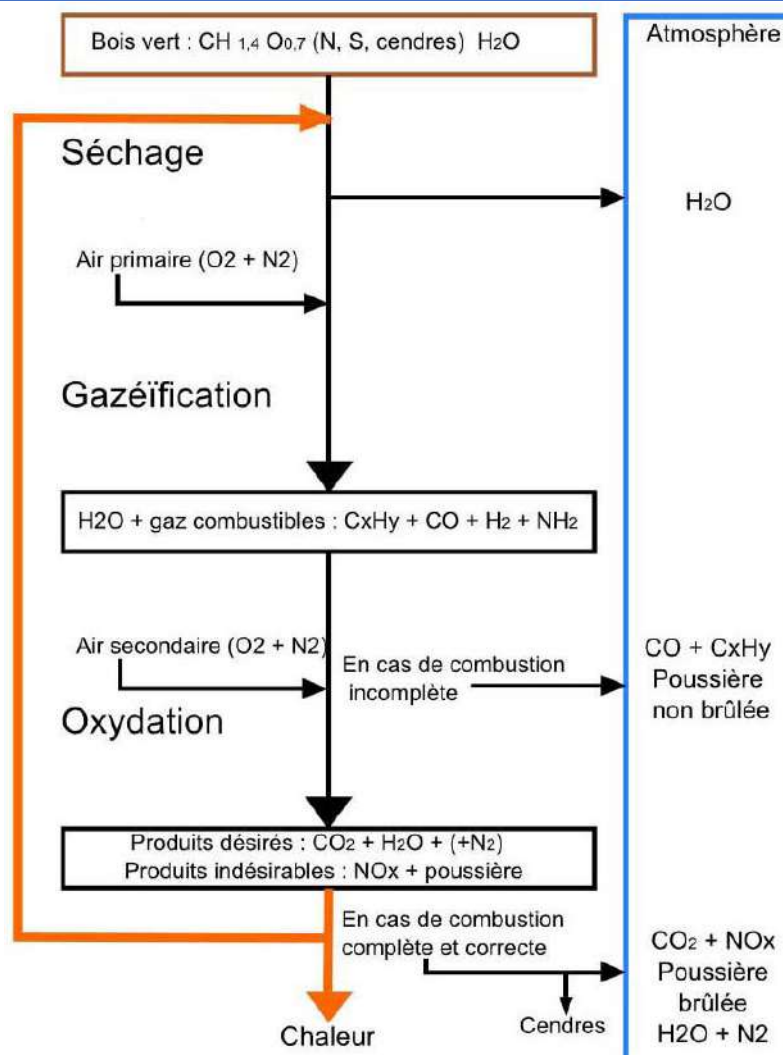 Bois vert : CH 1,4 O0,7 (N, S, cendres) H2O
Atmosphère
Séchage
H2O
Air primaire (O2 + N2)
Gazéïfication
H2O + gaz combustibles : CxHy + CO + H2 + NH2
Air secondaire (O2 + N2)
En cas de combustion
incomplète
CO + CxHy
Poussière
non brûlée
Oxydation
Produits désirés : CO2 + H2O + (+N2)
Produits indésirables : NOx + poussière
En cas de combustion
complète et correcte
CO2 + NOx
Poussière
brûlée
H2O + N2
Cendres
Chaleur